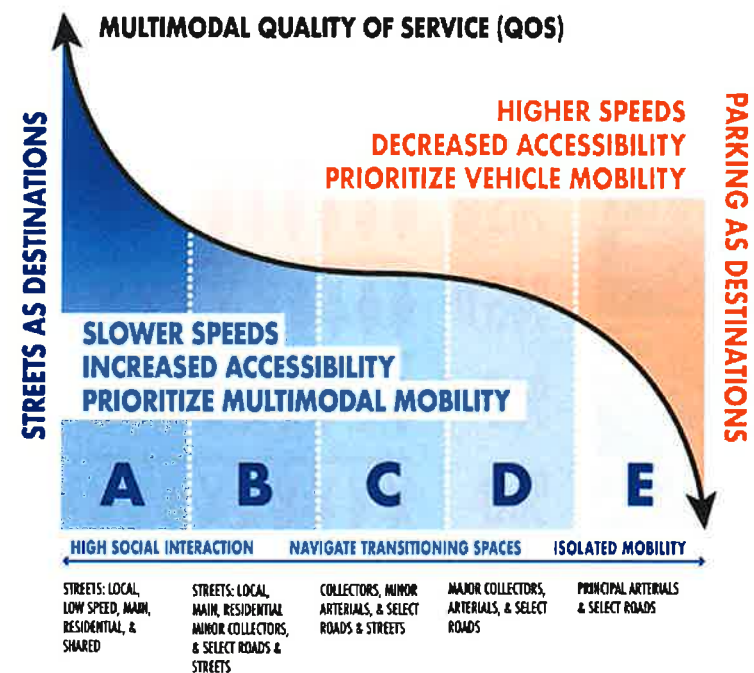 MULTIMODAL QUALITY OF SERVICE (QOS)
STREETS AS DESTINATIONS
HIGHER SPEEDS
DECREASED ACCESSIBILITY
PRIORITIZE VEHICLE MOBILITY
PARKING AS DESTINATIONS
SLOWER SPEEDS
INCREASED ACCESSIBILITY
PRIORITIZE MULTIMODAL MOBILITY
A B C D E
HIGH SOCIAL INTERACTION NAVIGATE TRANSITIONING SPACES ISOLATED MOBILITY
STREETS: LOCAL,
LOW SPEED, MAIN,
RESIDENTIAL, &
SHARED
STREETS: LOCAL,
MAIN, RESIDENTIAL
MINOR COLLECTORS,
& SELECT ROADS &
STREETS
COLLECTORS, MINOR
ARTERIALS, & SELECT
ROADS & STREETS
MAJOR COLLECTORS,
ARTERIALS, & SELECT
ROADS
PRINCIPAL ARTERIALS
& SELECT ROADS